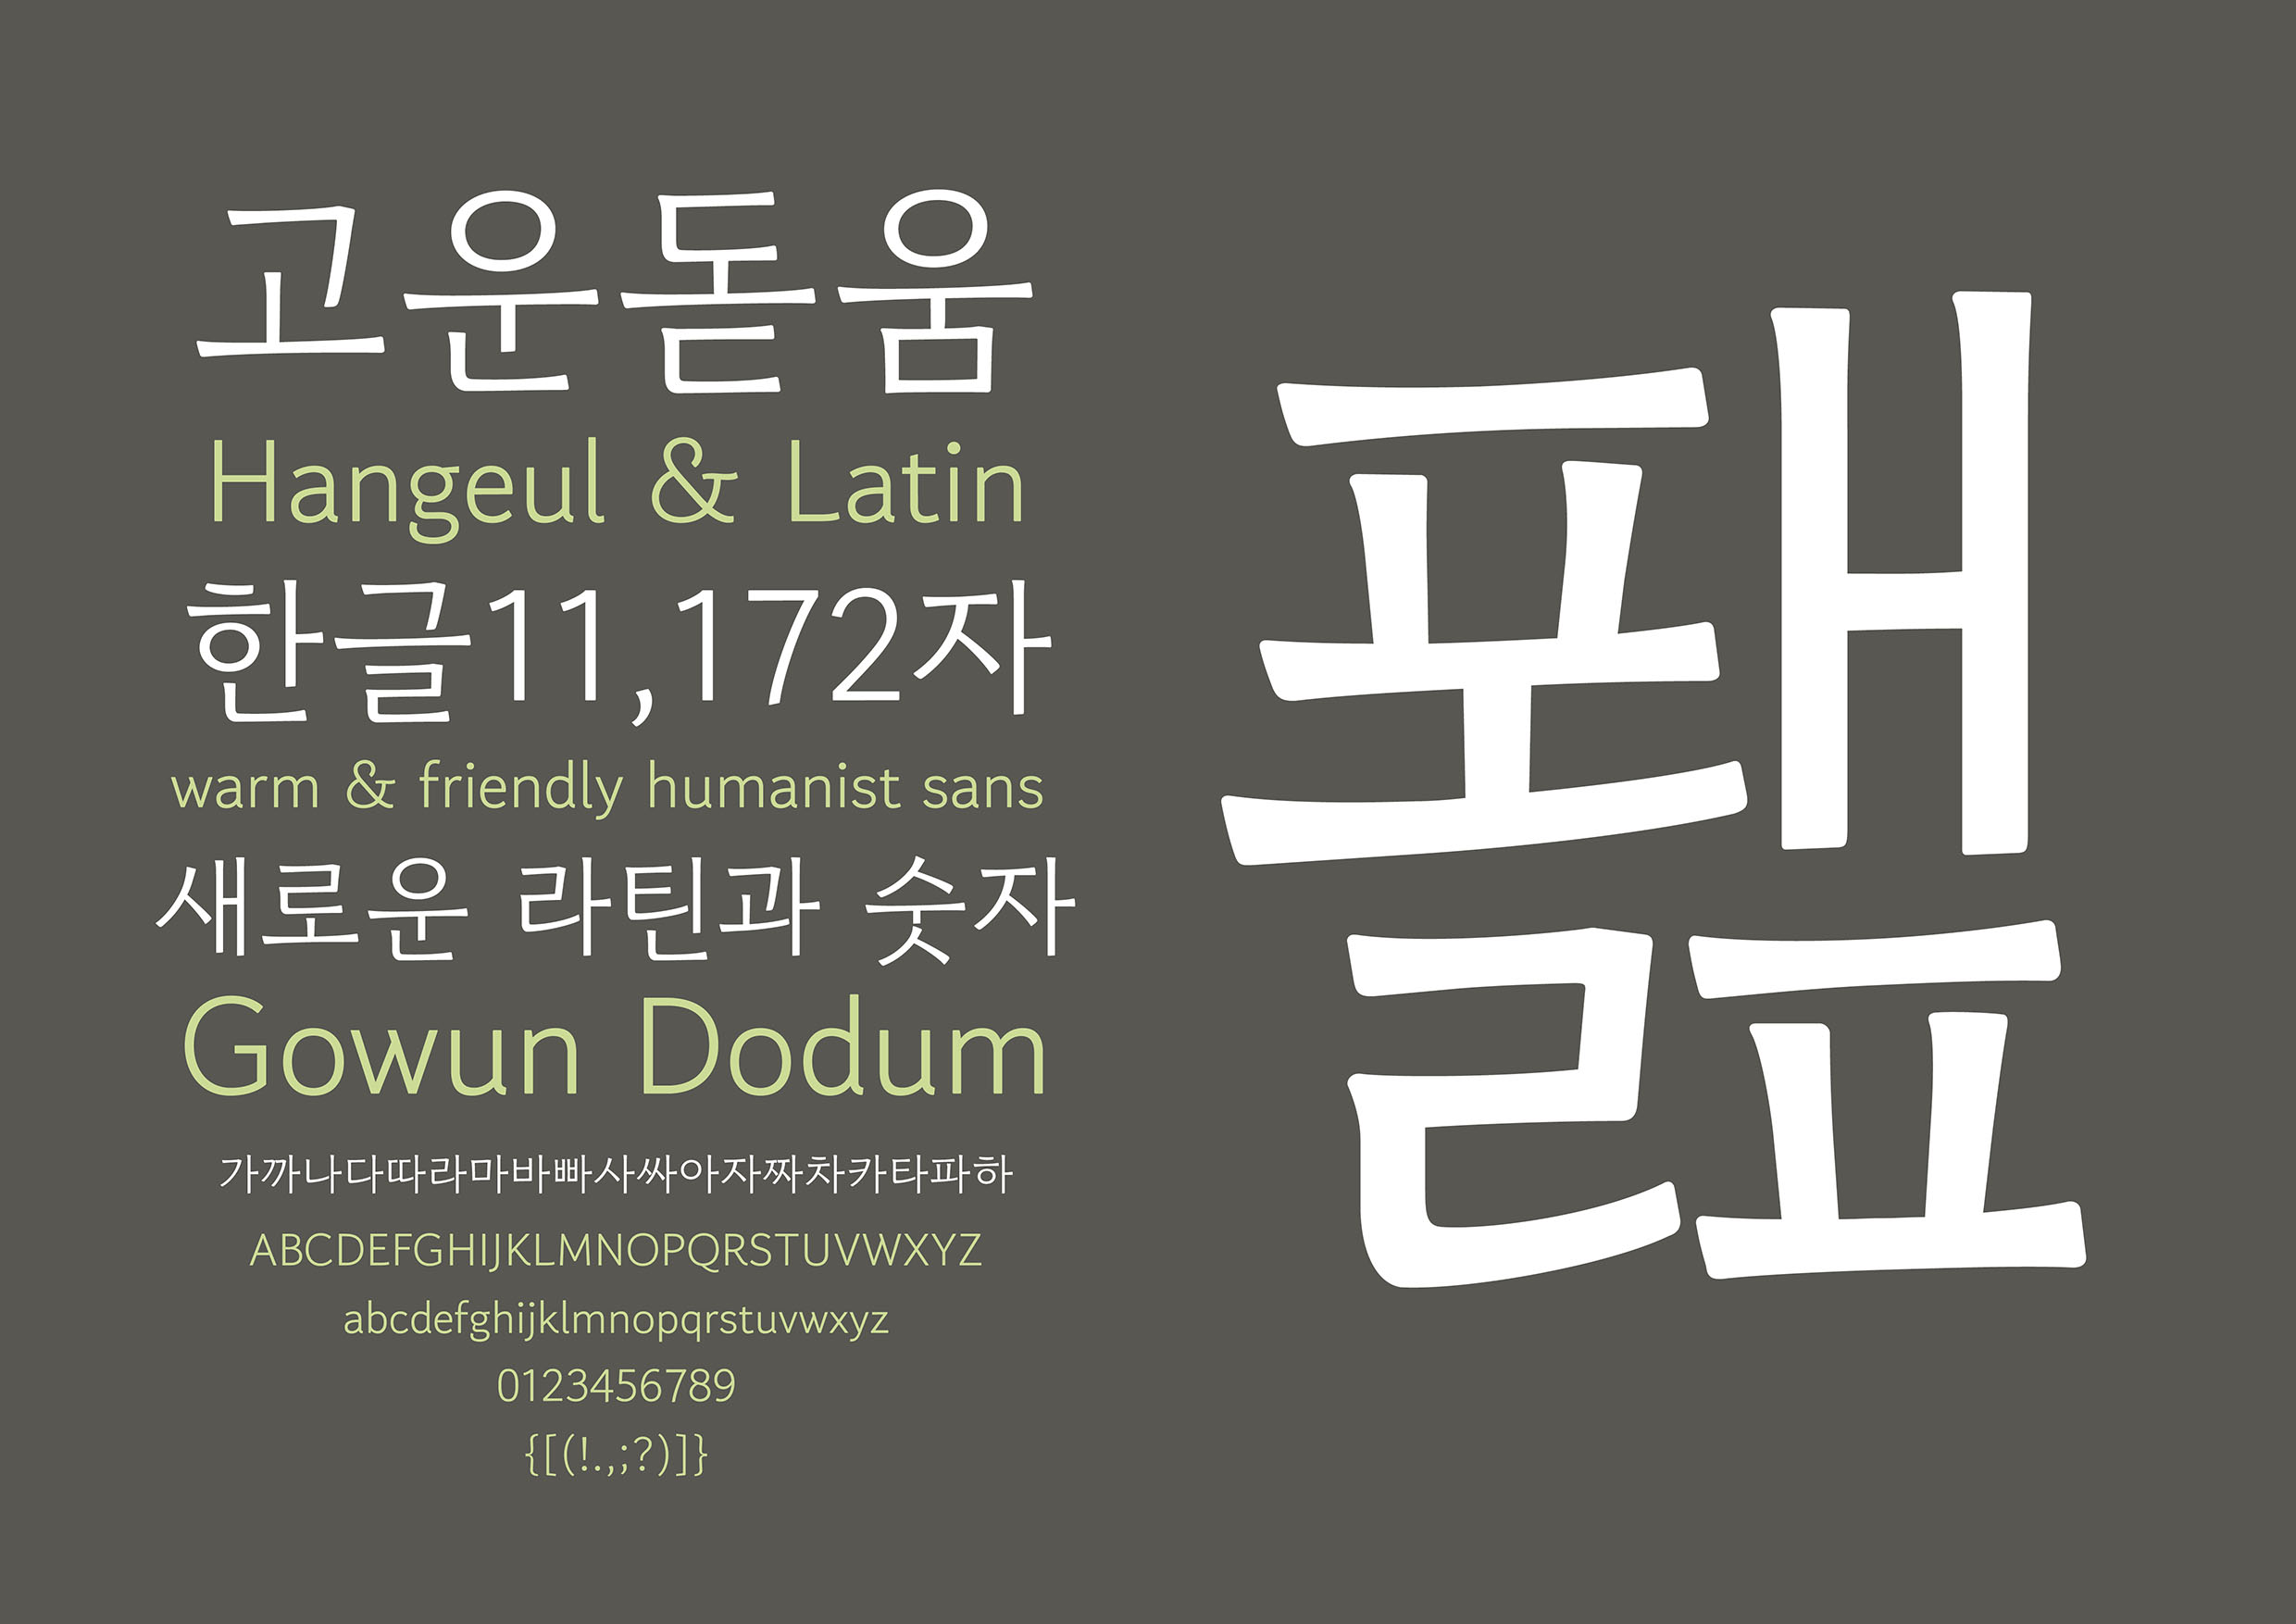 고운돋움
Hangeul & Latin
한글11,172자
warm & friendly humanist sans
새로운 라틴과 숫자
Gowun Dodum
가까나다따라마바빠사싸아자짜차카타파하
ABCDEFGHIJKLMNOPQRSTUVWXYZ
abcdefghijklmnopqrstuvwxyz
0123456789
{[(!.,;?)]}
퐲